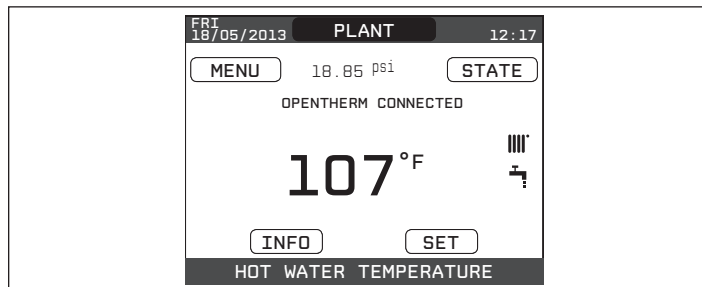 FRI
18/05/2013 PLANT 12:17
MENU 18.85 psi STATE
OPENTHERM CONNECTED
107°F
INFO SET
HOT WATER TEMPERATURE